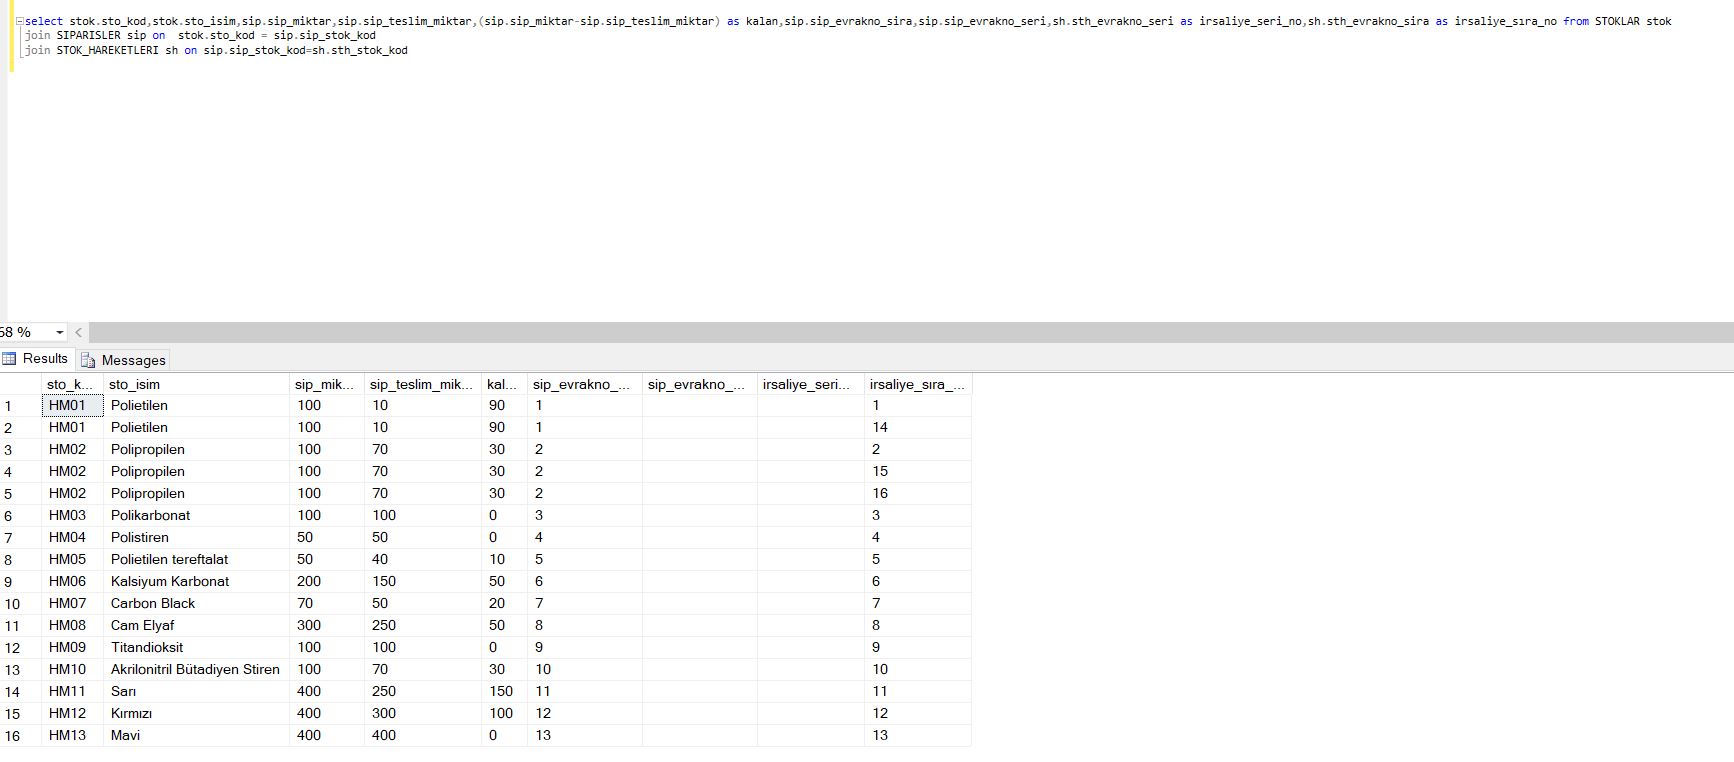 select stok.sto_kod,stok.sto_isim,sip.sip_miktar,sip.sip_teslim_miktar,(sip.sip_miktar-sip.sip_teslim_miktar) as kalan,sip.sip_evrakno_sira,sip.sip_evrakno_seri,sh.sth_evrakno_seri as irsaliye_seri_no,sh.sth_evrakno_sira as irsaliye_sıra_no from STOKLAR stok
join SIPARISLER sip on  stok.sto_kod = sip.sip_stok_kod
join STOK_HAREKETLERI sh on sip.sip_stok_kod=sh.sth_stok_kod
68 %
Results Messages
sto_k... sto_isim sip_mik... sip_teslim_mik... kal... sip_evrakno_... sip_evrakno_... irsaliye_seri... irsaliye_sıra_...
1 HM01 Polietilen 100 10 90 1 1
2 HM01 Polietilen 100 10 90 1 14
3 HM02 Polipropilen 100 70 30 2 2
4 HM02 Polipropilen 100 70 30 2 15
5 HM02 Polipropilen 100 70 30 2 16
6 HM03 Polikarbonat 100 100 0 3 3
7 HM04 Polistiren 50 50 0 4 4
8 HM05 Polietilen tereftalat 50 40 10 5 5
9 HM06 Kalsiyum Karbonat 200 150 50 6 6
10 HM07 Carbon Black 70 50 20 7 7
11 HM08 Cam Elyaf 300 250 50 8 8
12 HM09 Titandioksit 100 100 0 9 9
13 HM10 Akrilonitril Bütadiyen Stiren 100 70 30 10 10
14 HM11 Sarı 400 250 150 11 11
15 HM12 Kırmızı 400 300 100 12 12
16 HM13 Mavi 400 400 0 13 13